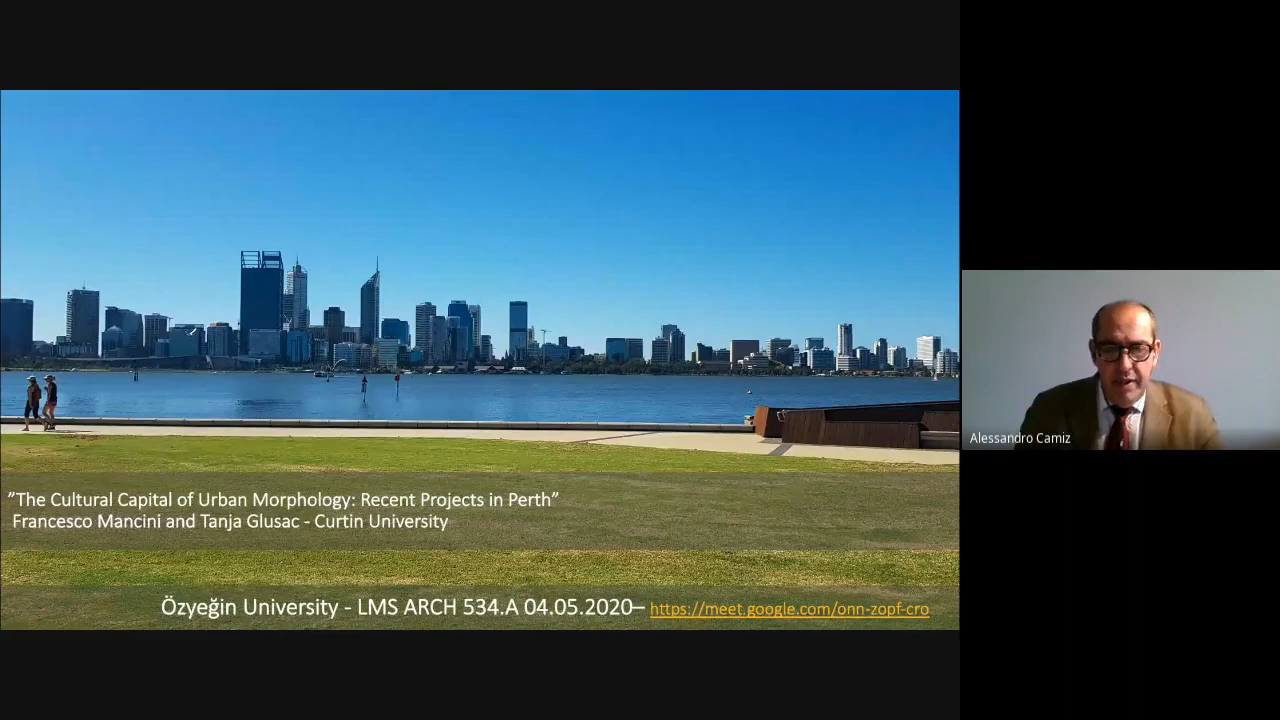 ”The Cultural Capital of Urban Morphology: Recent Projects in Perth”
Francesco Mancini and Tanja Glusac - Curtin University
Özyeğin University - LMS ARCH 534.A 04.05.2020– https://meet.google.com/onn-zopf-cro
Alessandro Camiz